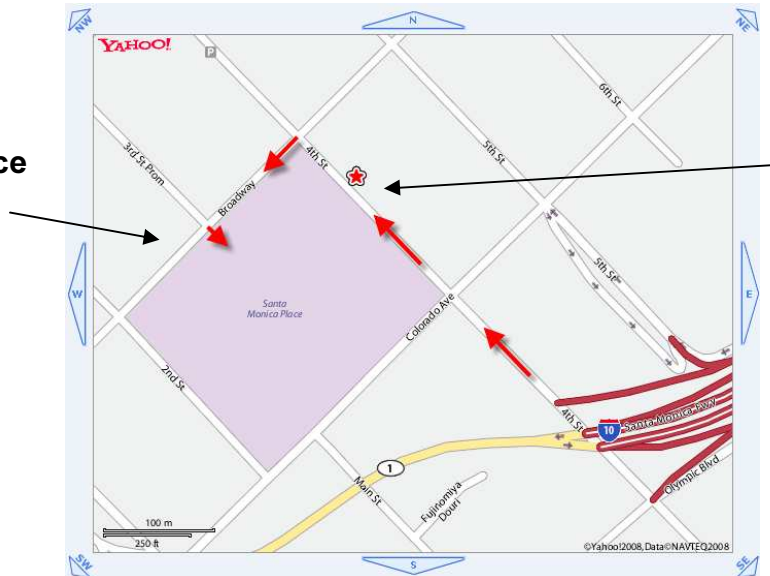 NW
N
NE
YAHOO!
P
6th St
3rd St Prom
4th St
5th St
ce
Broadway
W
E
5th St
Santa
Monica Place
Colorado Ave
2nd St
4th St
10
Santa Monica Fwy
1
Olympic Blvd
Main St
Fujinomiya
Douri
100 m
250 ft
©Yahoo!2008, Data©NAVTEQ2008
SW
S
SE